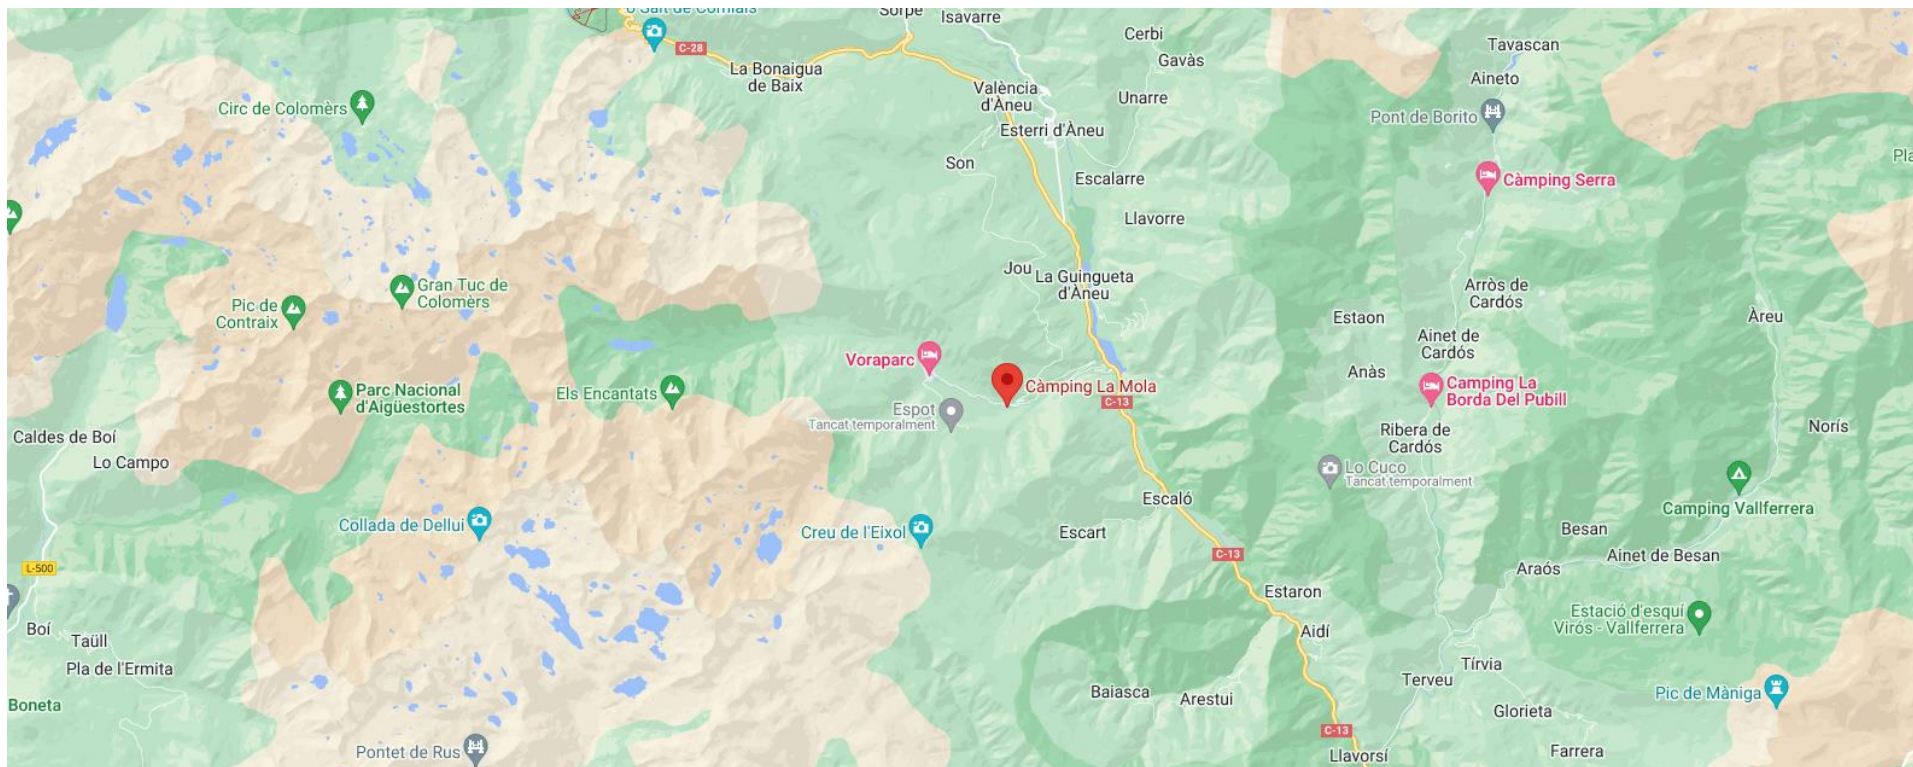 o Salt de Comials
Sorpe
Isavarre
Cerbi
Tavascan
C-28
La Bonaigua
de Baix
Gavàs
Aineto
València
d'Àneu
Unarre
Circ de Colomèrs
Pont de Borito
Esterri d'Àneu
Son
Pla
Escalarre
Càmping Serra
Llavorre
Jou
La Guingueta
d'Àneu
Gran Tuc de
Colomèrs
Arròs de
Cardós
Pic de
Contraix
Estaon
Àreu
Ainet de
Cardós
Voraparc
Anàs
Càmping La Mola
C-13
Camping La
Borda Del Pubill
Parc Nacional
d'Aigüestortes
Els Encantats
Espot
Tancat temporalment
Norís
Caldes de Boí
Ribera de
Cardós
Lo Campo
Lo Cuco
Tancat temporalment
Escaló
Camping Vallferrera
Collada de Dellui
Creu de l'Eixol
Escart
Besan
C-13
Ainet de Besan
L-500
Araós
Estaron
Estació d'esquí
Virós - Vallferrera
Boí
Taüll
Aidí
Pla de l'Ermita
Tírvia
Terveu
Baiasca
Arestui
Pic de Màniga
Boneta
Glorieta
C-13
Pontet de Rus
Llavorsí
Farrera